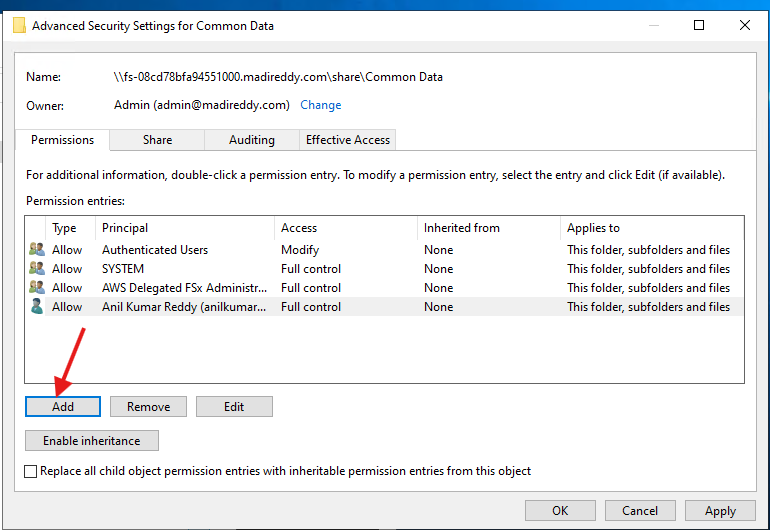 Advanced Security Settings for Common Data
Name: \\fs-08cd78bfa94551000.madireddy.com\share\Common Data
Owner: Admin (admin@madireddy.com) Change
Permissions Share Auditing Effective Access
For additional information, double-click a permission entry. To modify a permission entry, select the entry and click Edit (if available).
Permission entries:
Type Principal Access Inherited from Applies to
Allow Authenticated Users Modify None This folder, subfolders and files
Allow SYSTEM Full control None This folder, subfolders and files
Allow AWS Delegated FSx Administr... Full control None This folder, subfolders and files
Allow Anil Kumar Reddy (anilkumar... Full control None This folder, subfolders and files
Add Remove Edit
Enable inheritance
Replace all child object permission entries with inheritable permission entries from this object
OK Cancel Apply